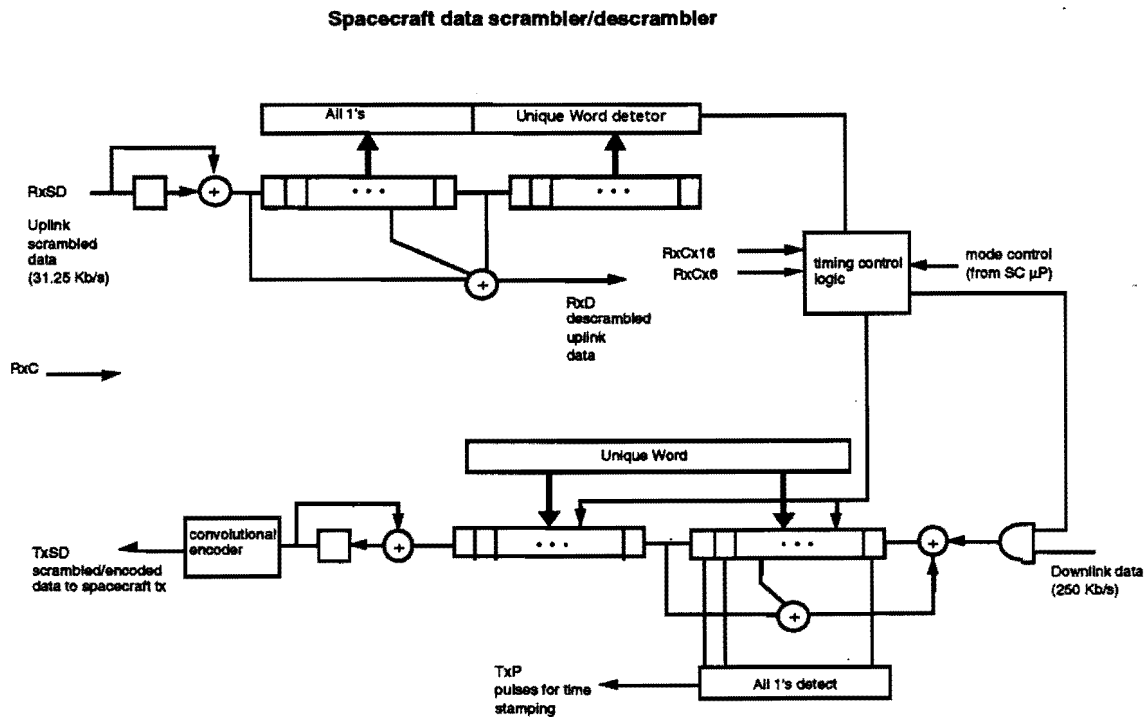 Spacecraft data scrambler/descrambler
All 1's
Unique Word detetor
RxSD
+
• • •
• • •
Uplink
scrambled
data
(31.25 Kb/s)
RxCx16
RxCx6
timing control
logic
mode control
(from SC µP)
+
RxD
descrambled
uplink
data
RxC
Unique Word
convolutional
encoder
TxSD
scrambled/encoded
data to spacecraft tx
+
• • •
• • •
+
Downlink data
(250 Kb/s)
+
TxP
pulses for time
stamping
All 1's detect